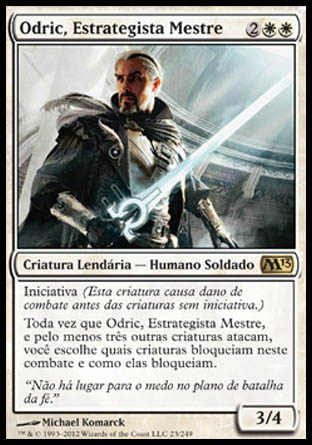 Odric, Estrategista Mestre 2
Criatura Lendária — Humano Soldado M13
Iniciativa (Esta criatura causa dano de
combate antes das criaturas sem iniciativa.)
Toda vez que Odric, Estrategista Mestre,
e pelo menos três outras criaturas atacam,
você escolhe quais criaturas bloqueiam neste
combate e como elas bloqueiam.
“Não há lugar para o medo no plano de batalha
da fé.”
Michael Komarck
™ & © 1993–2012 Wizards of the Coast LLC 23/249
3/4